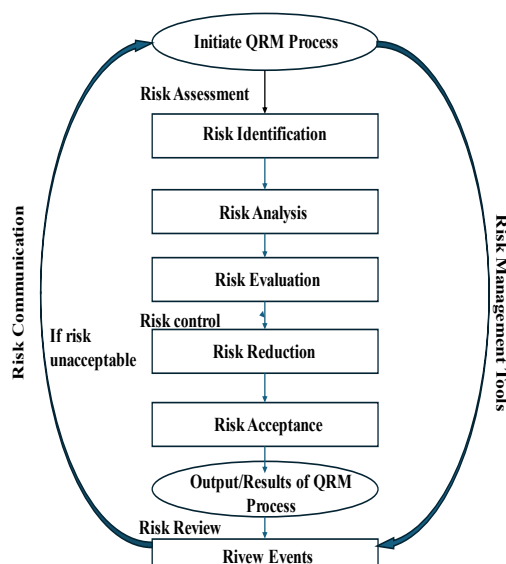 Initiate QRM Process
Risk Assessment
Risk Identification
Risk Analysis
Risk Evaluation
Risk control
Risk Reduction
If risk
unacceptable
Risk Acceptance
Output/Results of QRM
Process
Risk Review
Rivew Events
Risk Communication
Risk Management Tools